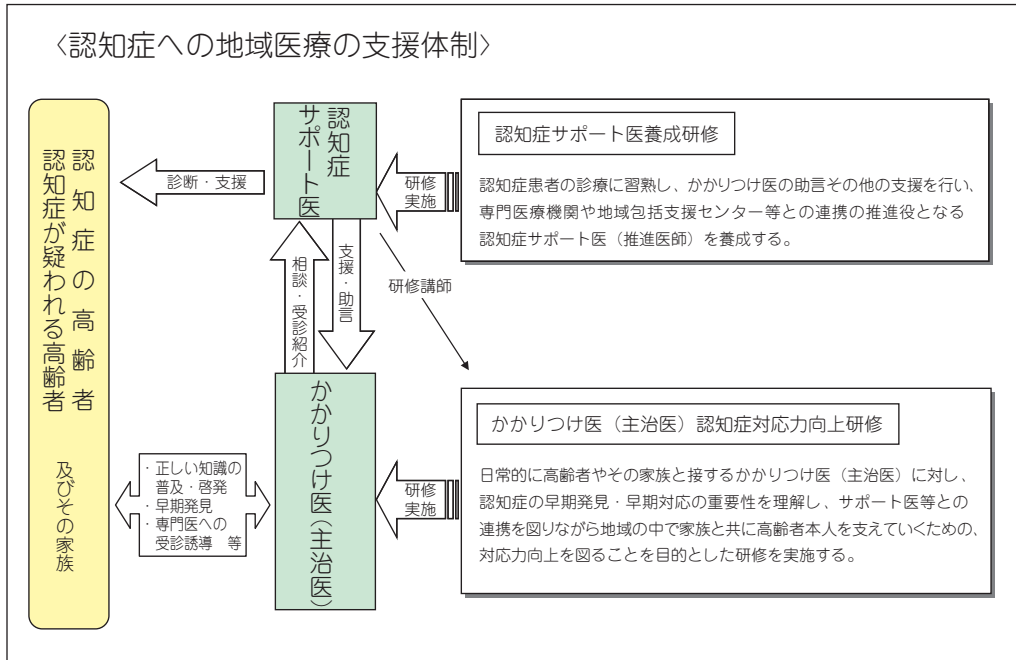 〈認知症への地域医療の支援体制〉
認知症の高齢者
認知症が疑われる高齢者
及びその家族
診断・支援
認知症
サポート医
研修
実施
認知症サポート医養成研修
認知症患者の診療に習熟し、かかりつけ医の助言その他の支援を行い、
専門医療機関や地域包括支援センター等との連携の推進役となる
認知症サポート医（推進医師）を養成する。
相談・受診紹介
支援・助言
研修講師
・正しい知識の
普及・啓発
・早期発見
・専門医への
受診誘導　等
かかりつけ医（主治医）
研修
実施
かかりつけ医（主治医）認知症対応力向上研修
日常的に高齢者やその家族と接するかかりつけ医（主治医）に対し、
認知症の早期発見・早期対応の重要性を理解し、サポート医等との
連携を図りながら地域の中で家族と共に高齢者本人を支えていくための、
対応力向上を図ることを目的とした研修を実施する。